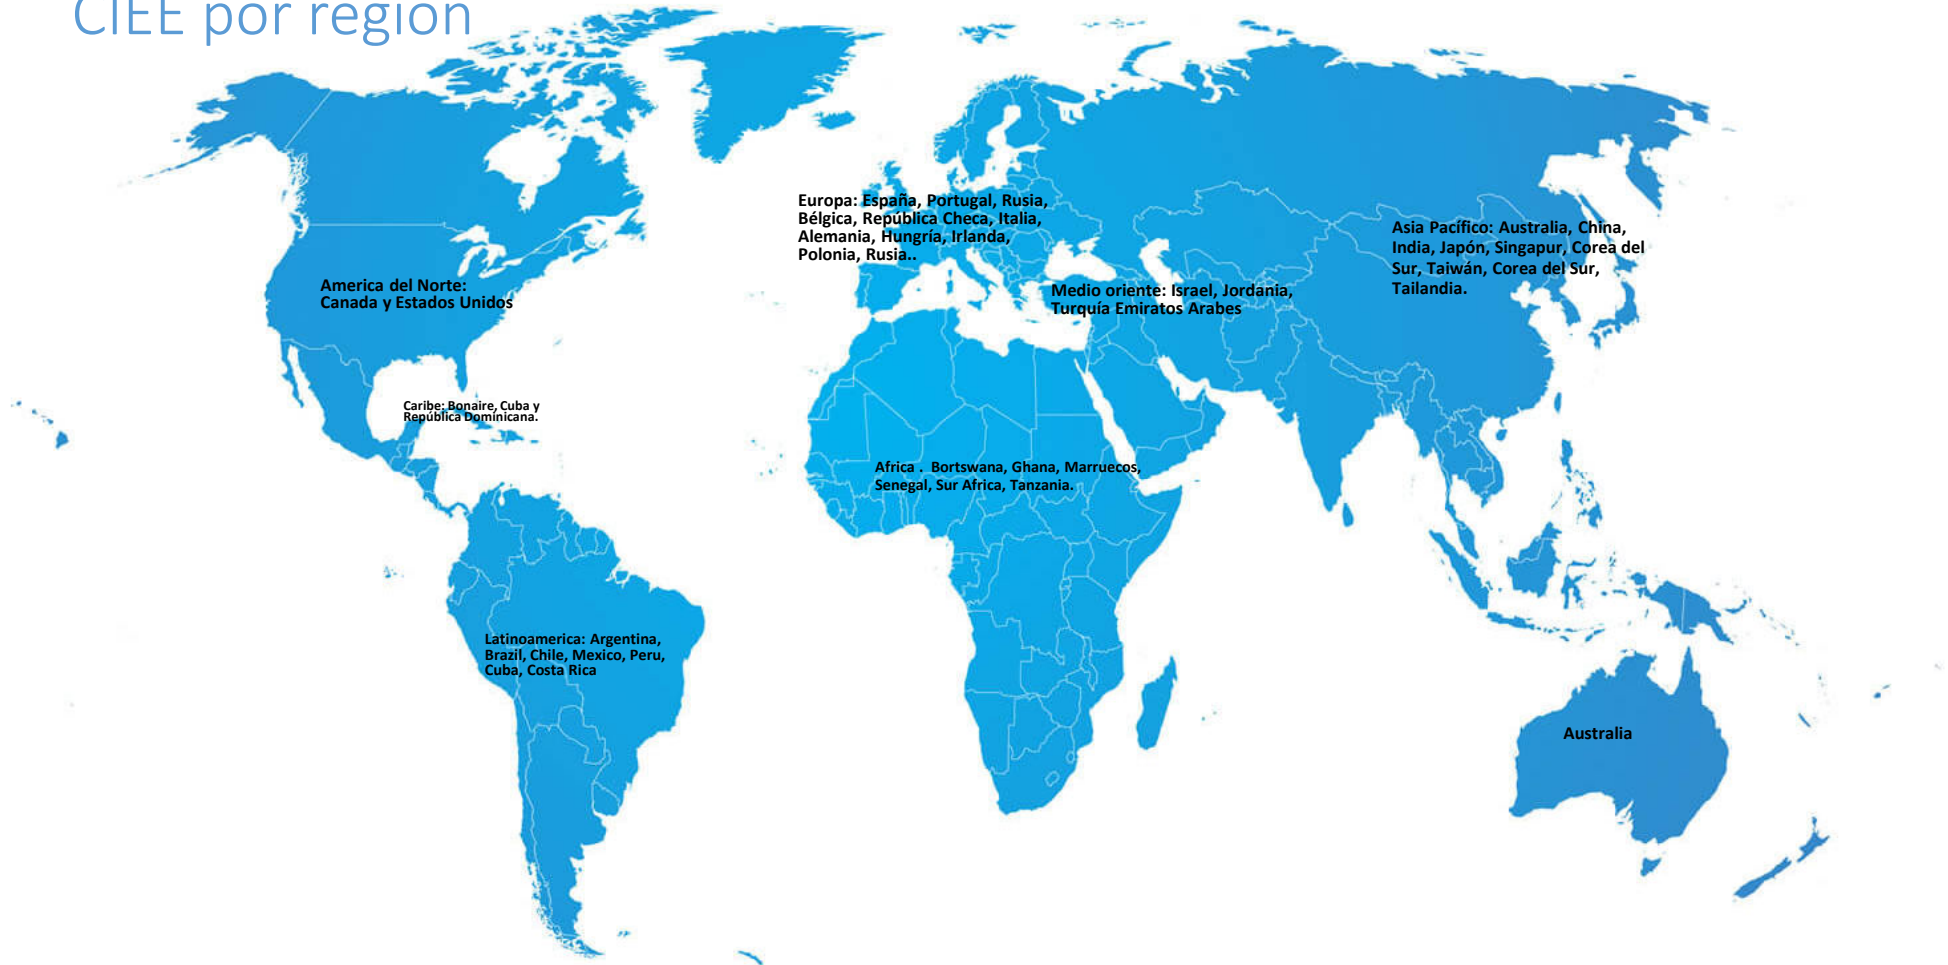 CIEE por región
Europa: España, Portugal, Rusia,
Bélgica, República Checa, Italia,
Alemania, Hungría, Irlanda,
Polonia, Rusia..
Asia Pacífico: Australia, China,
India, Japón, Singapur, Corea del
Sur, Taiwán, Corea del Sur,
Tailandia.
America del Norte:
Canada y Estados Unidos
Medio oriente: Israel, Jordania,
Turquía Emiratos Arabes
Caribe: Bonaire, Cuba y
República Dominicana.
Africa . Bortswana, Ghana, Marruecos,
Senegal, Sur Africa, Tanzania.
Latinoamerica: Argentina,
Brazil, Chile, Mexico, Peru,
Cuba, Costa Rica
Australia